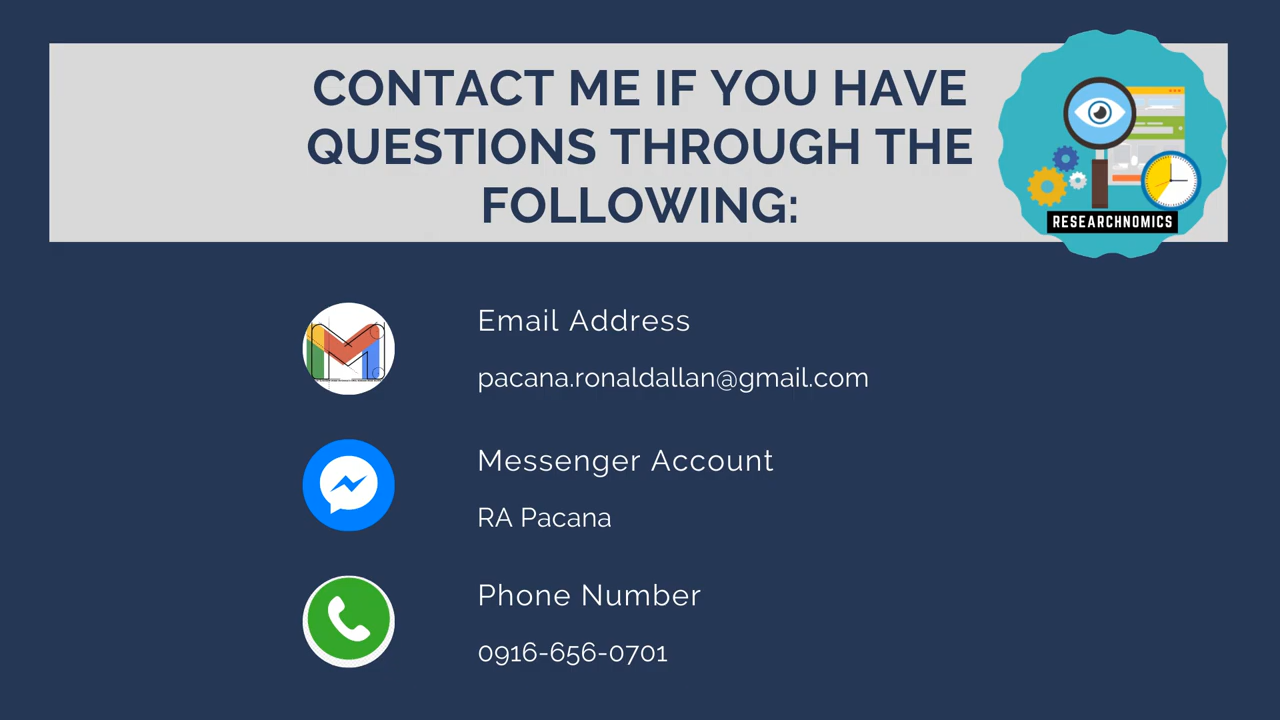 CONTACT ME IF YOU HAVE
QUESTIONS THROUGH THE
FOLLOWING:
RESEARCHNOMICS
Email Address
pacana.ronaldallan@gmail.com
Messenger Account
RA Pacana
Phone Number
0916-656-0701